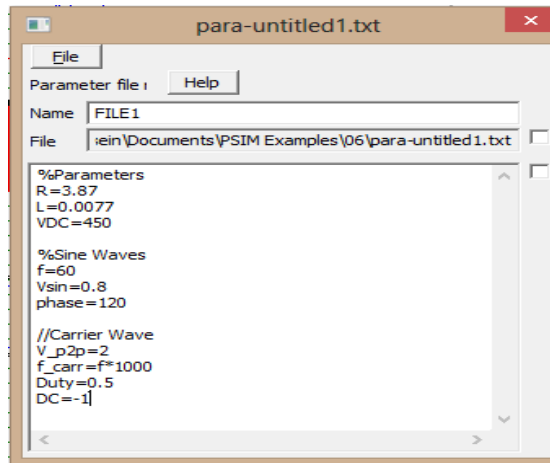 para-untitled1.txt
File
Parameter file
Help
Name FILE1
File sein\Documents\PSIM Examples\06\para-untitled1.txt
%Parameters
R=3.87
L=0.0077
VDC=450
%Sine Waves
f=60
Vsin=0.8
phase=120
//Carrier Wave
V_p2p=2
f_carr=f*1000
Duty=0.5
DC=-1